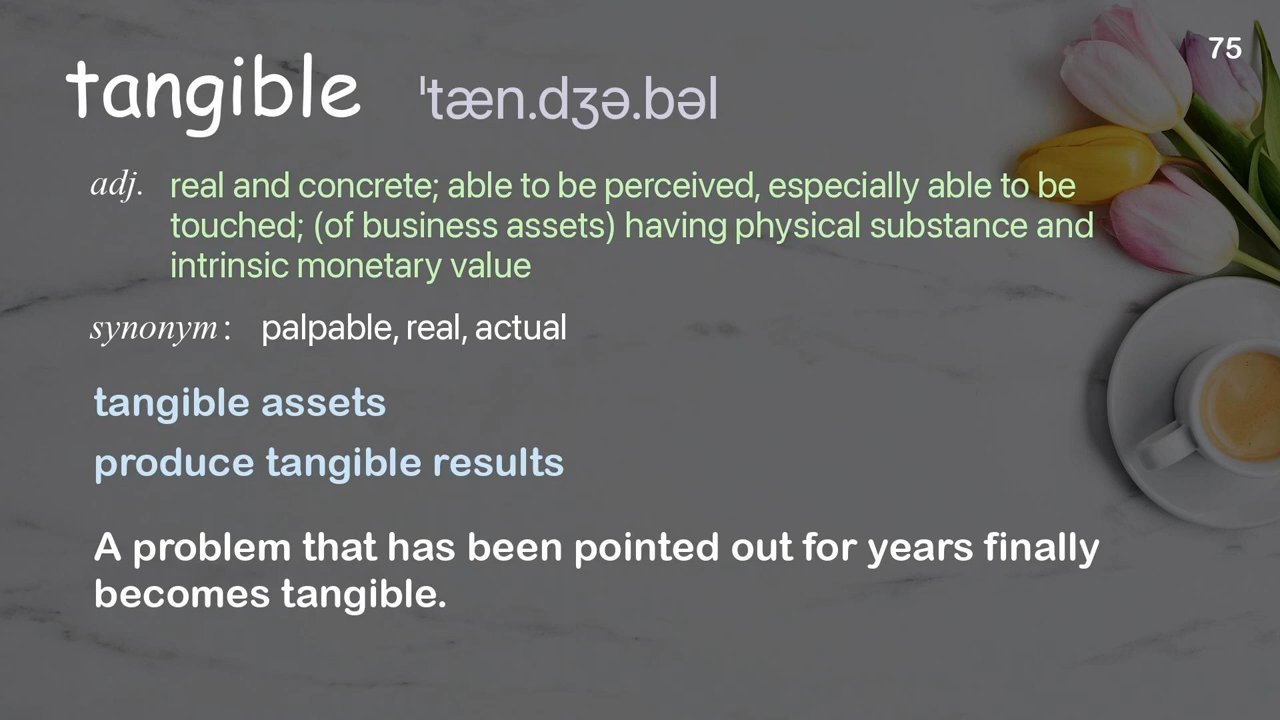 75
tangible ˈtæn.dʒə.bəl
adj. real and concrete; able to be perceived, especially able to be
touched; (of business assets) having physical substance and
intrinsic monetary value
synonym: palpable, real, actual
tangible assets
produce tangible results
A problem that has been pointed out for years finally
becomes tangible.